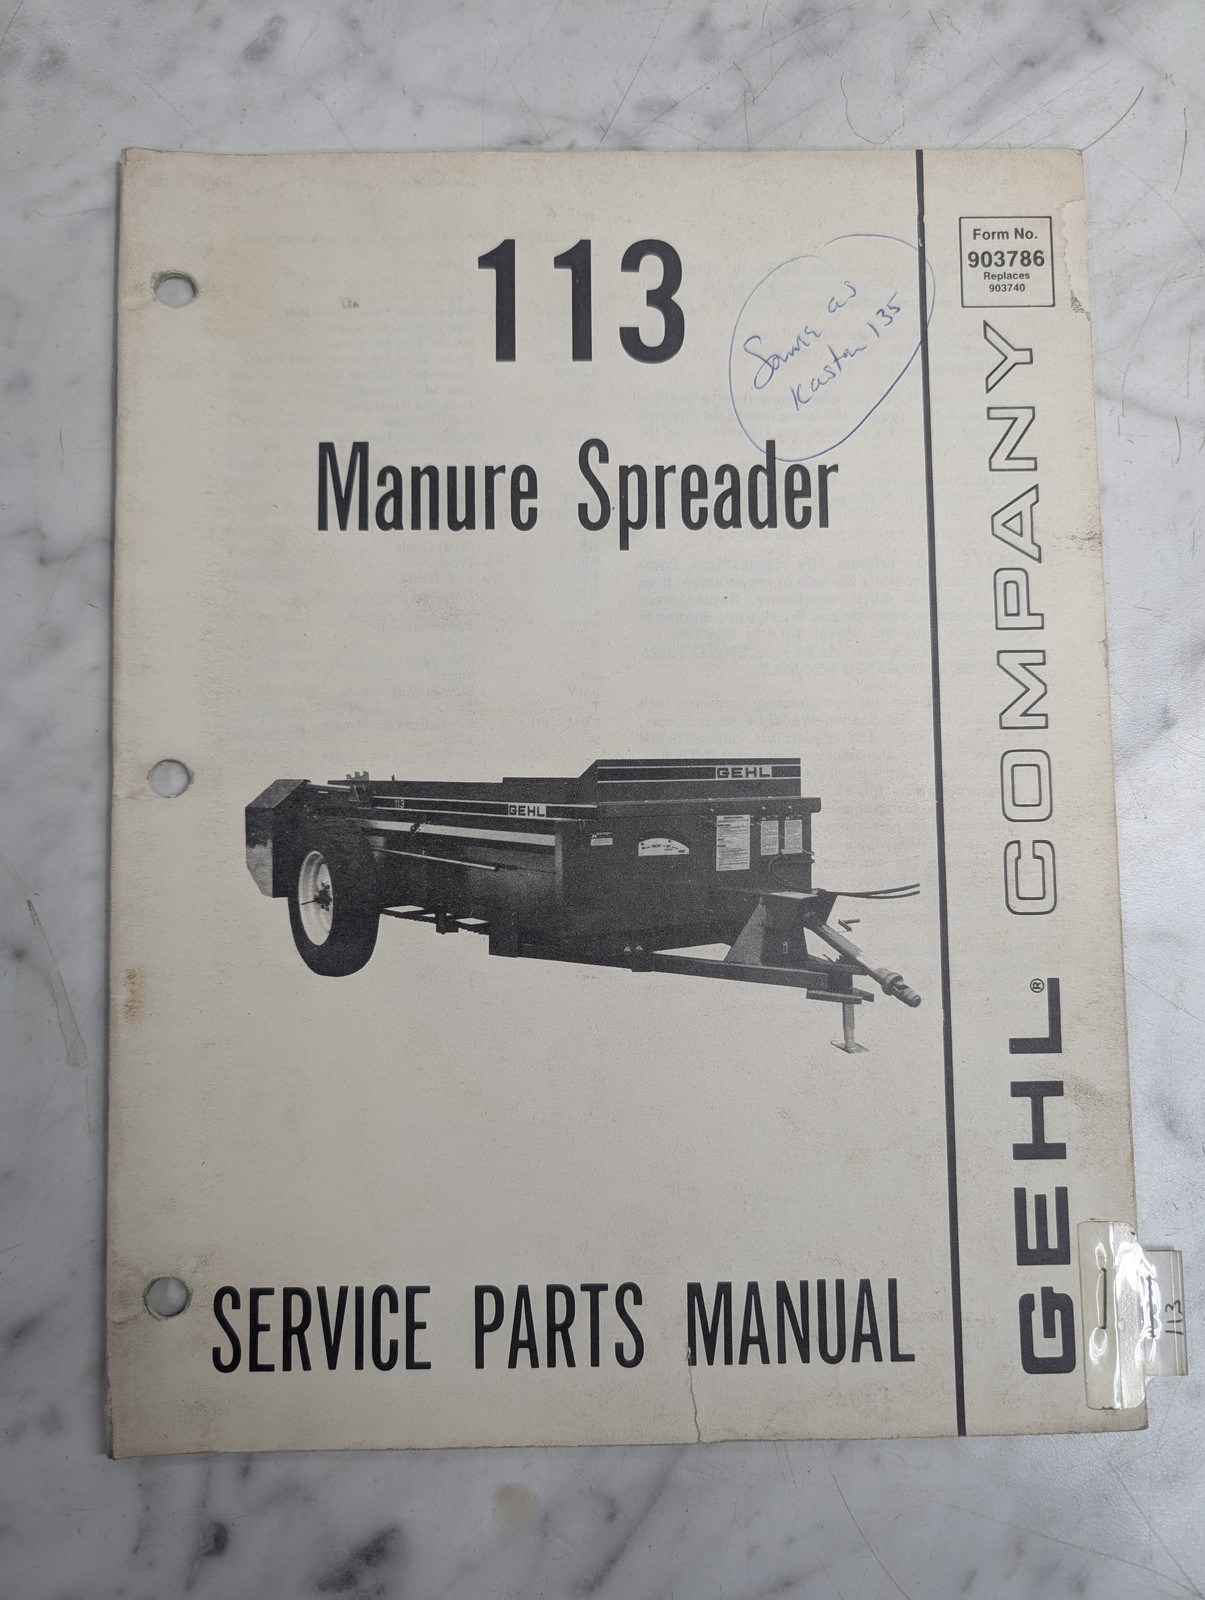 113
Same as
Kasten 135
Form No.
903786
Replaces
903740
Manure Spreader
GEHL
113
GEHL
SERVICE PARTS MANUAL
GEHL® COMPANY
113